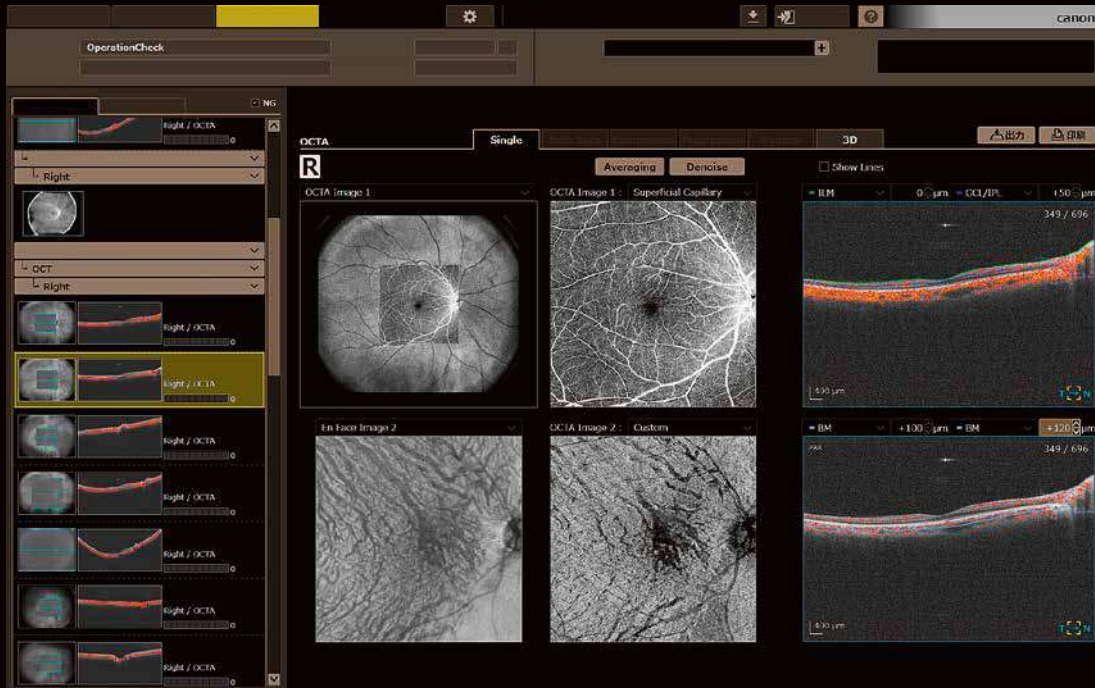 canon
OperationCheck
NG
Right / OCTA 0
Right
OCT
Right
Right / OCTA 0
Right / OCTA 0
Right / OCTA 0
Right / OCTA 0
Right / OCTA 0
Right / OCTA 0
Right / OCTA 0
OCTA Single 3D 出力 印刷
R Averaging Denoise Show Lines
OCTA Image 1 OCTA Image 1 : Superficial Capillary ILM 0 μm GCL/IPL +50 μm
349 / 696
400 μm T N
En Face Image 2 OCTA Image 2 : Custom BM +100 μm BM +120 μm
349 / 696
400 μm T N